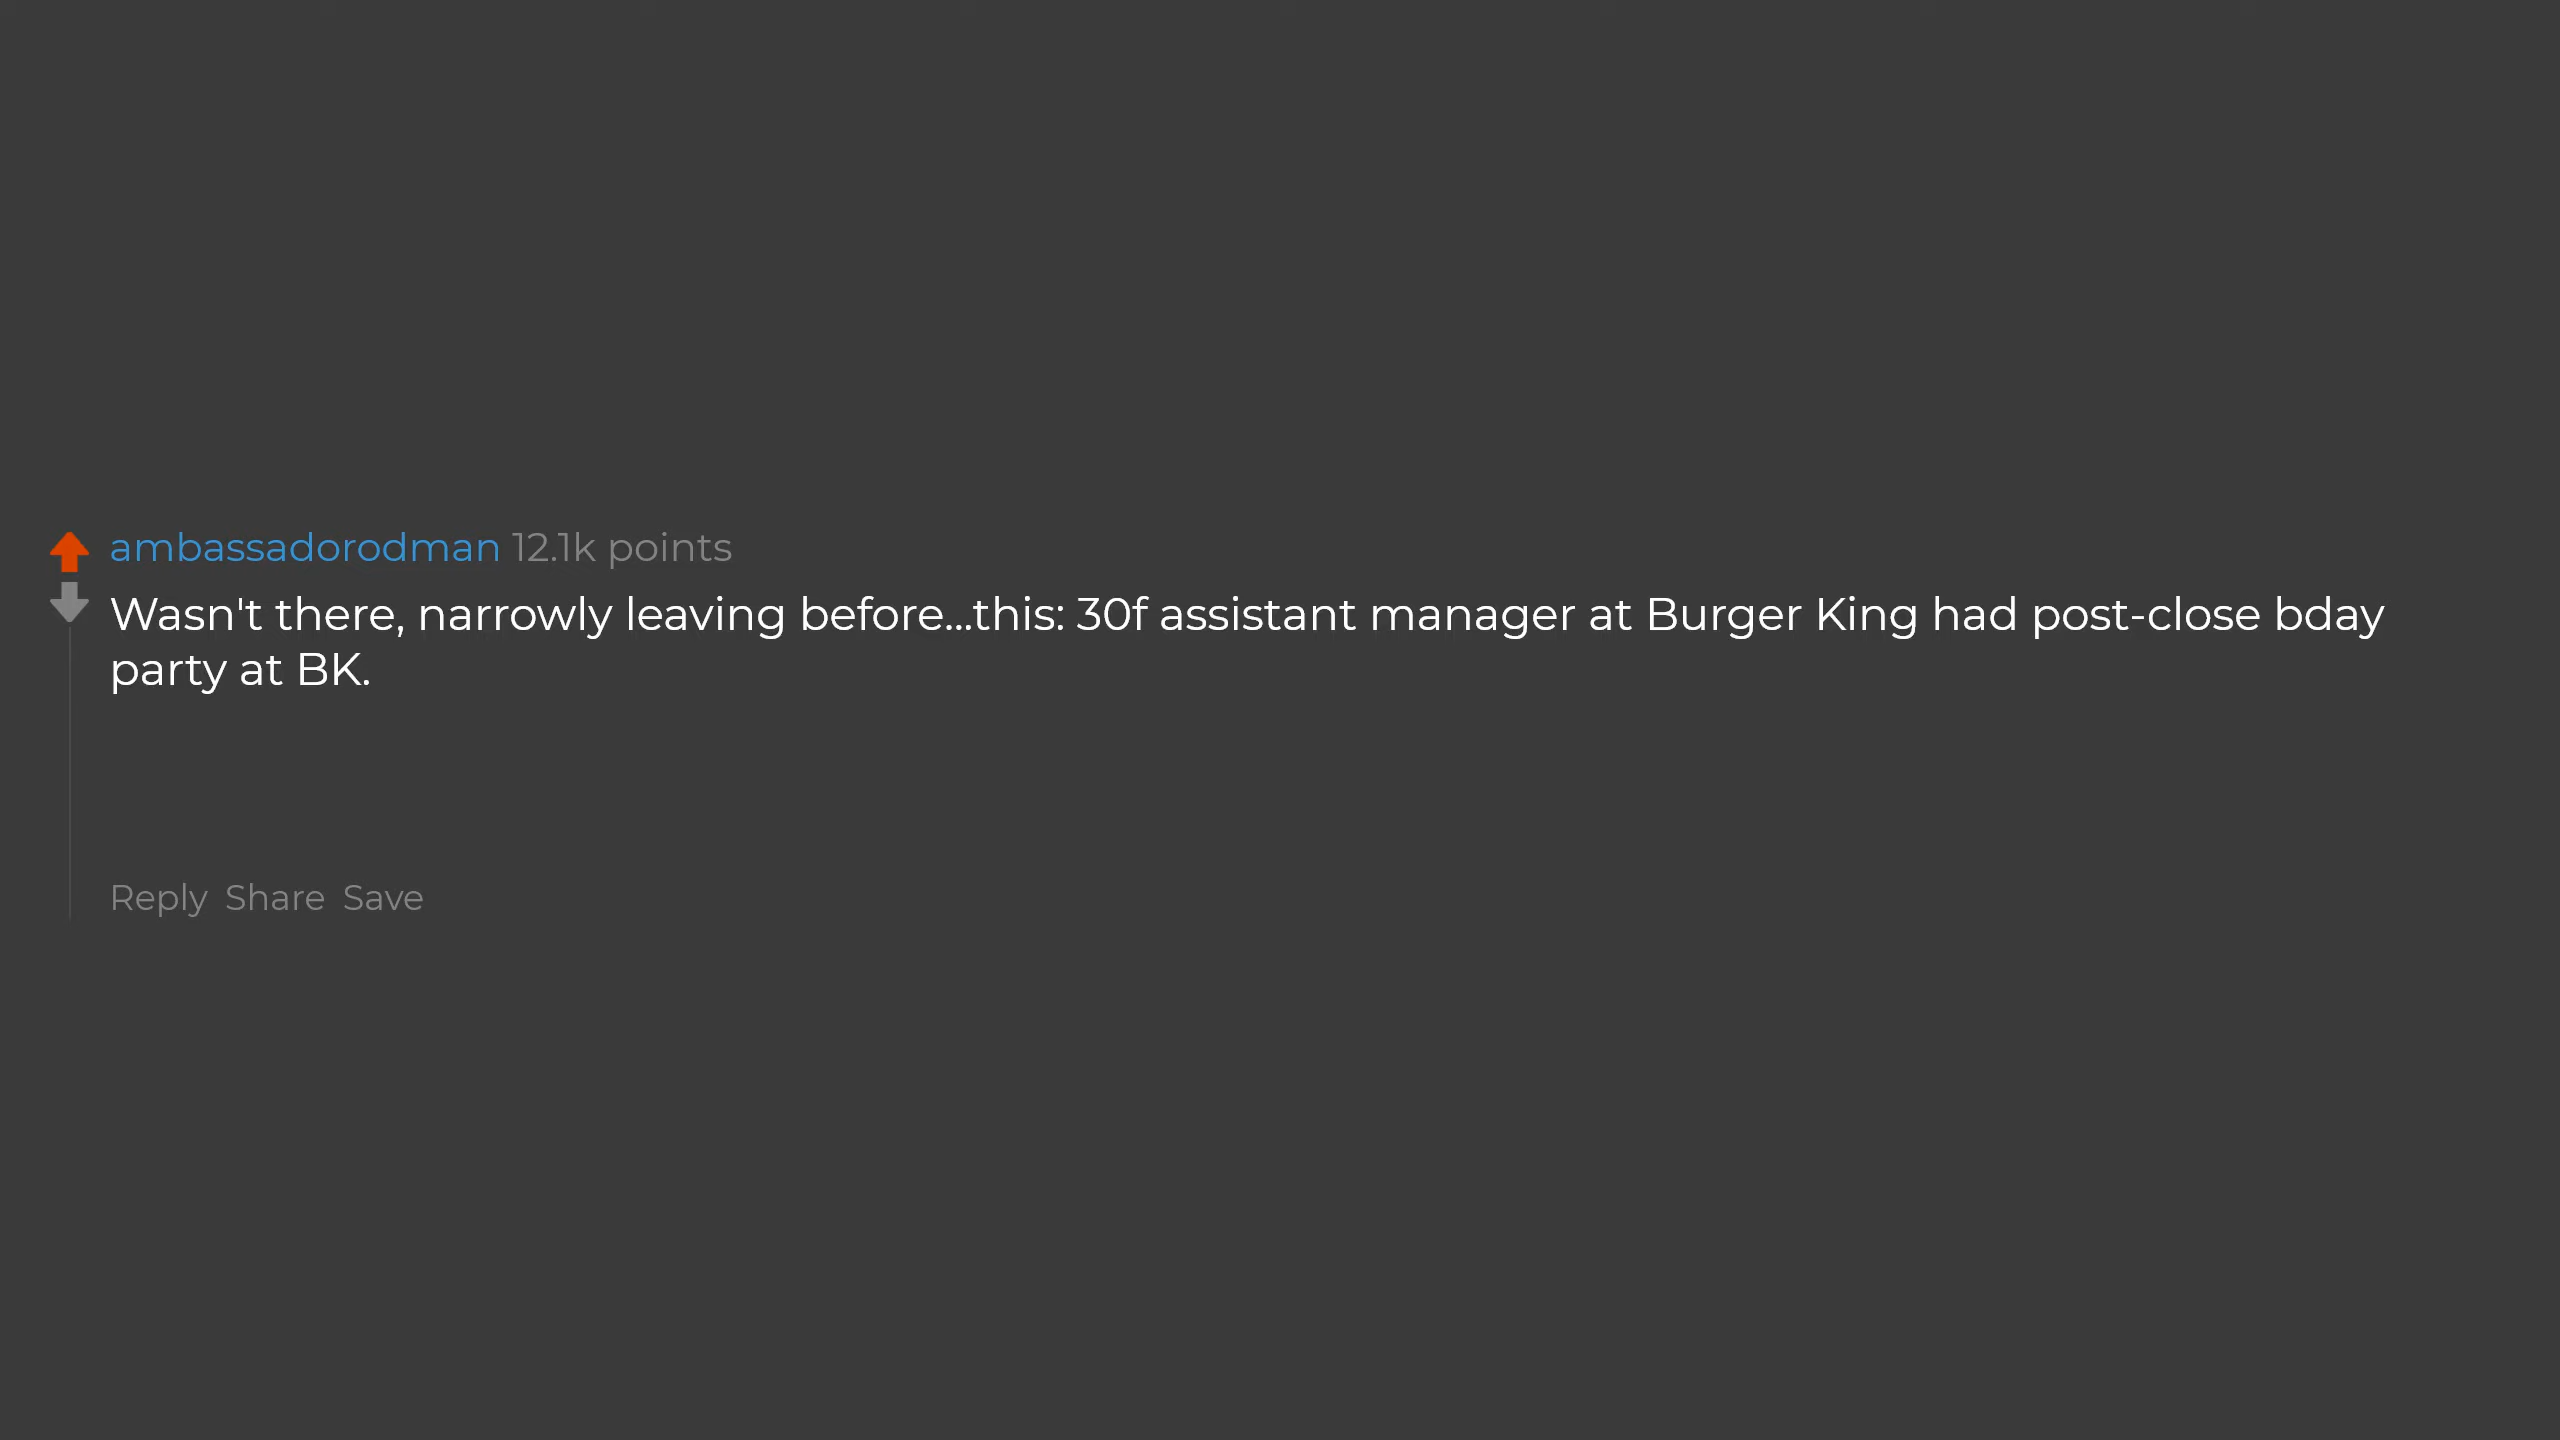 ambassadorodman 12.1k points
Wasn't there, narrowly leaving before...this: 30f assistant manager at Burger King had post-close bday
party at BK.
Reply Share Save